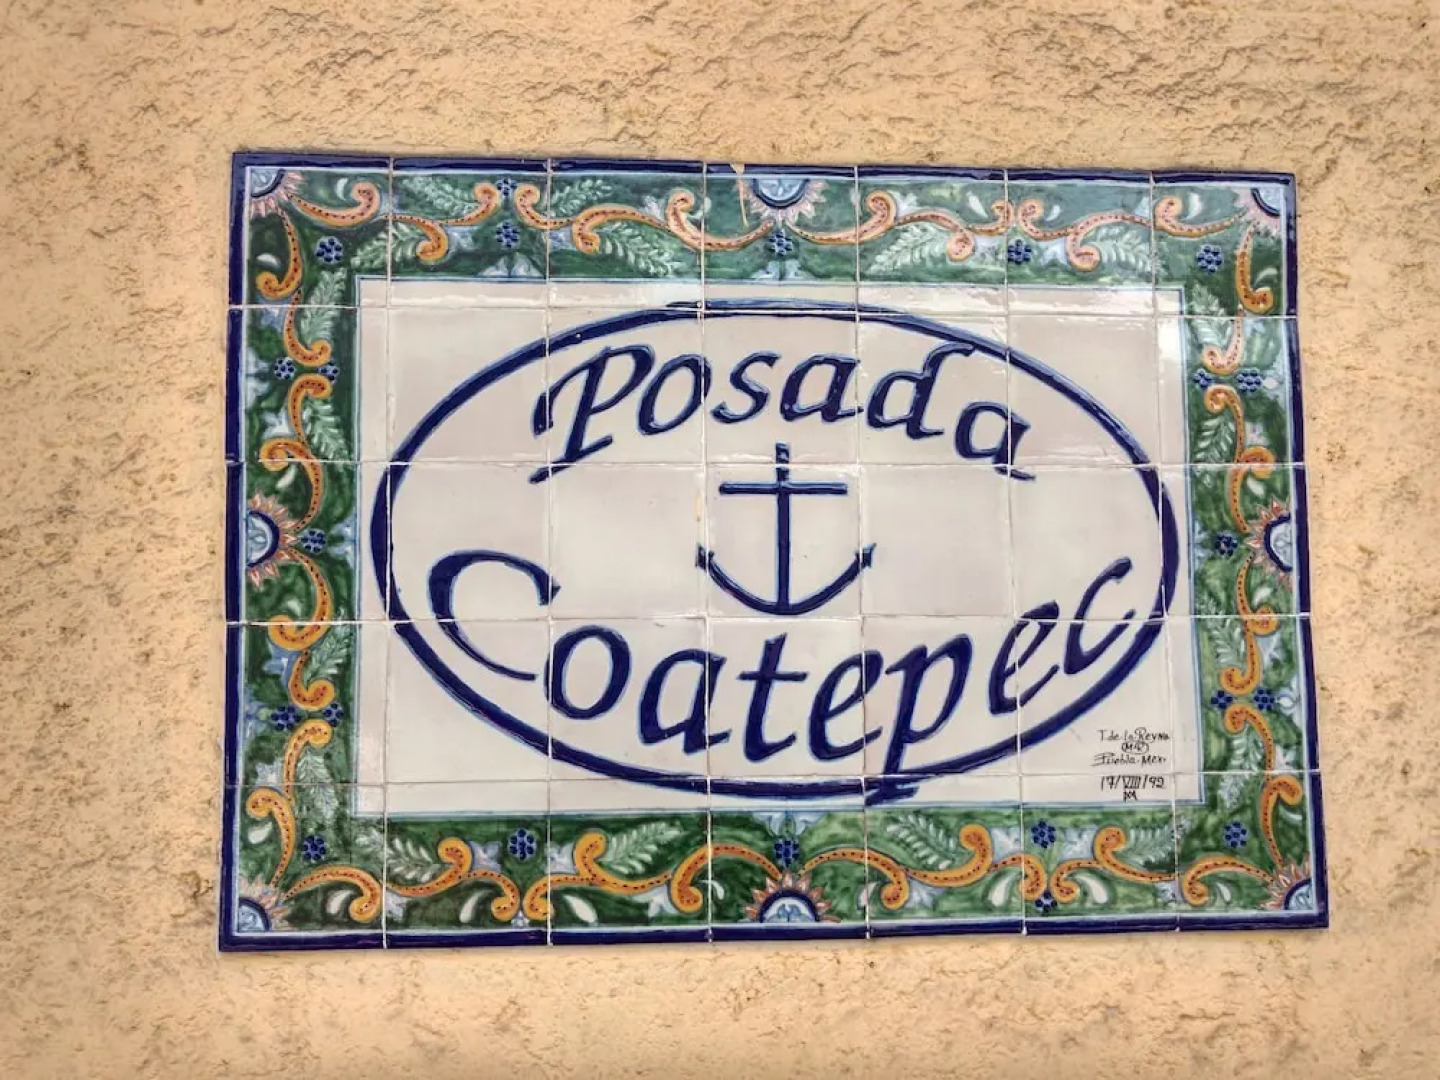 Posada
Coatepec
T. de la Reyna
Puebla. Mex.
17/VIII/92